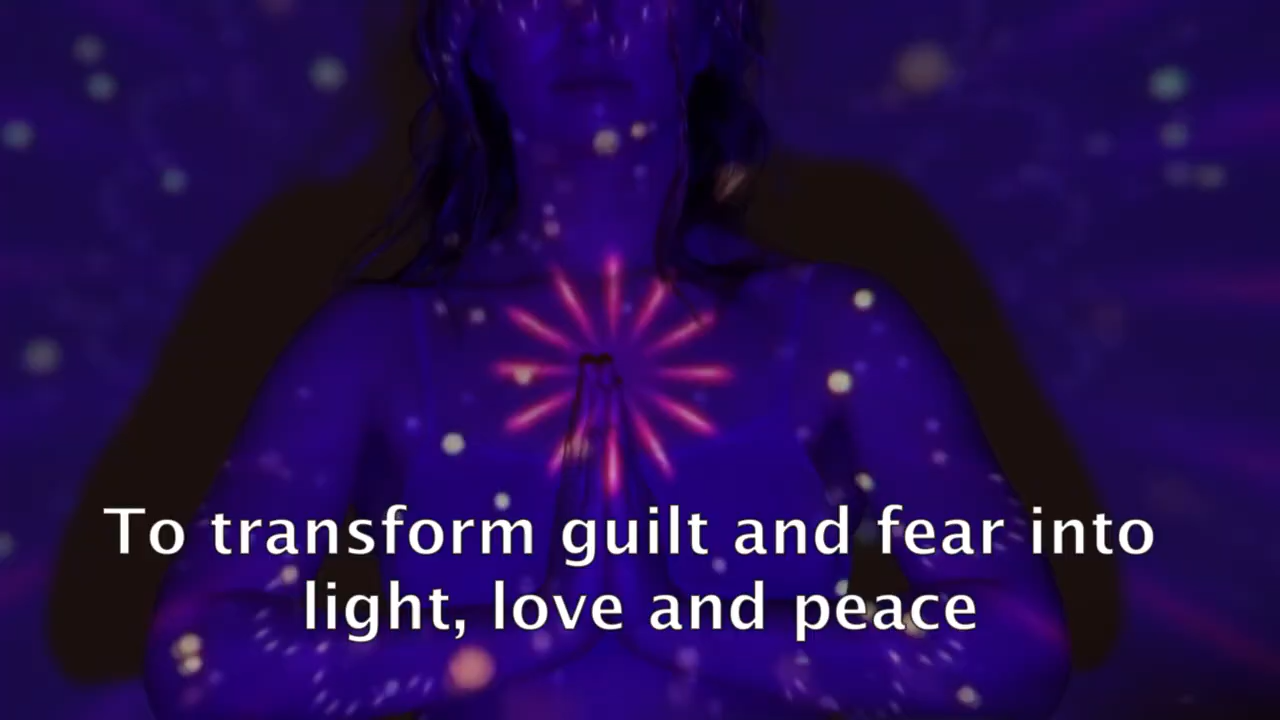 To transform guilt and fear into
light, love and peace